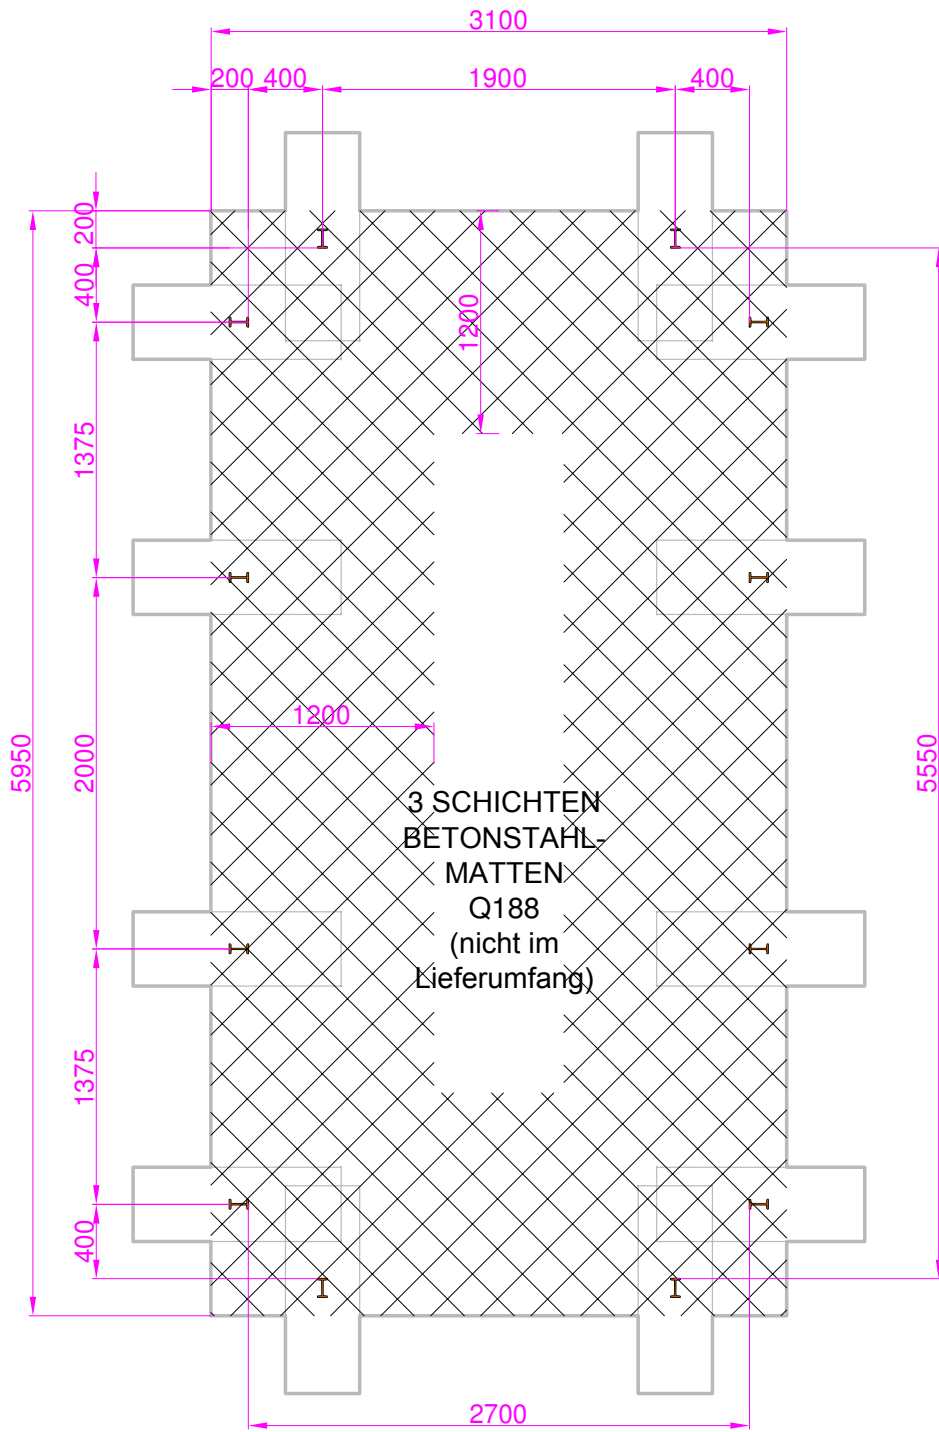 3100
200 400 1900 400
200
400
1200
1375
1200
5950
2000
5550
3 SCHICHTEN
BETONSTAHL-
MATTEN
Q188
(nicht im
Lieferumfang)
1375
400
2700